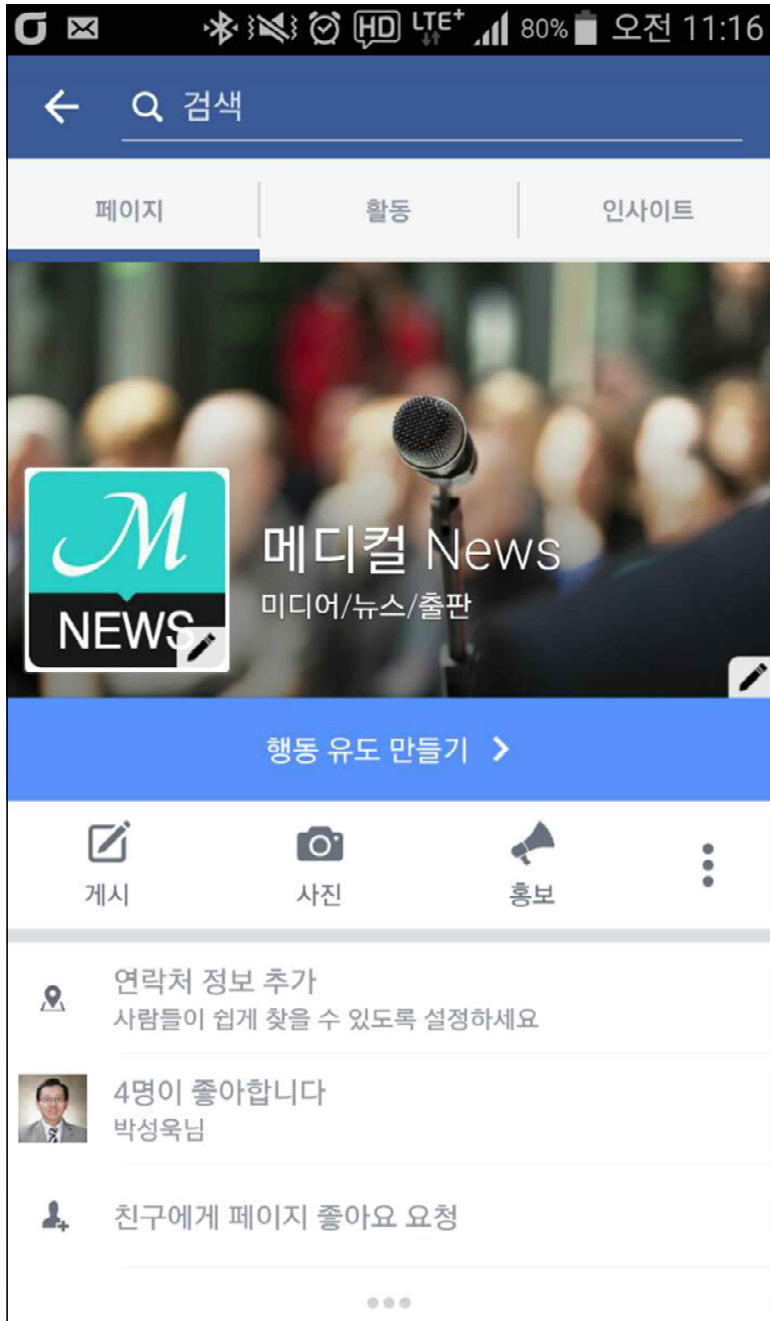 HD LTE+ 80% 오전 11:16
검색
페이지 활동 인사이트
M
NEWS
메디컬 News
미디어/뉴스/출판
행동 유도 만들기
게시 사진 홍보
연락처 정보 추가
사람들이 쉽게 찾을 수 있도록 설정하세요
4명이 좋아합니다
박성욱님
친구에게 페이지 좋아요 요청